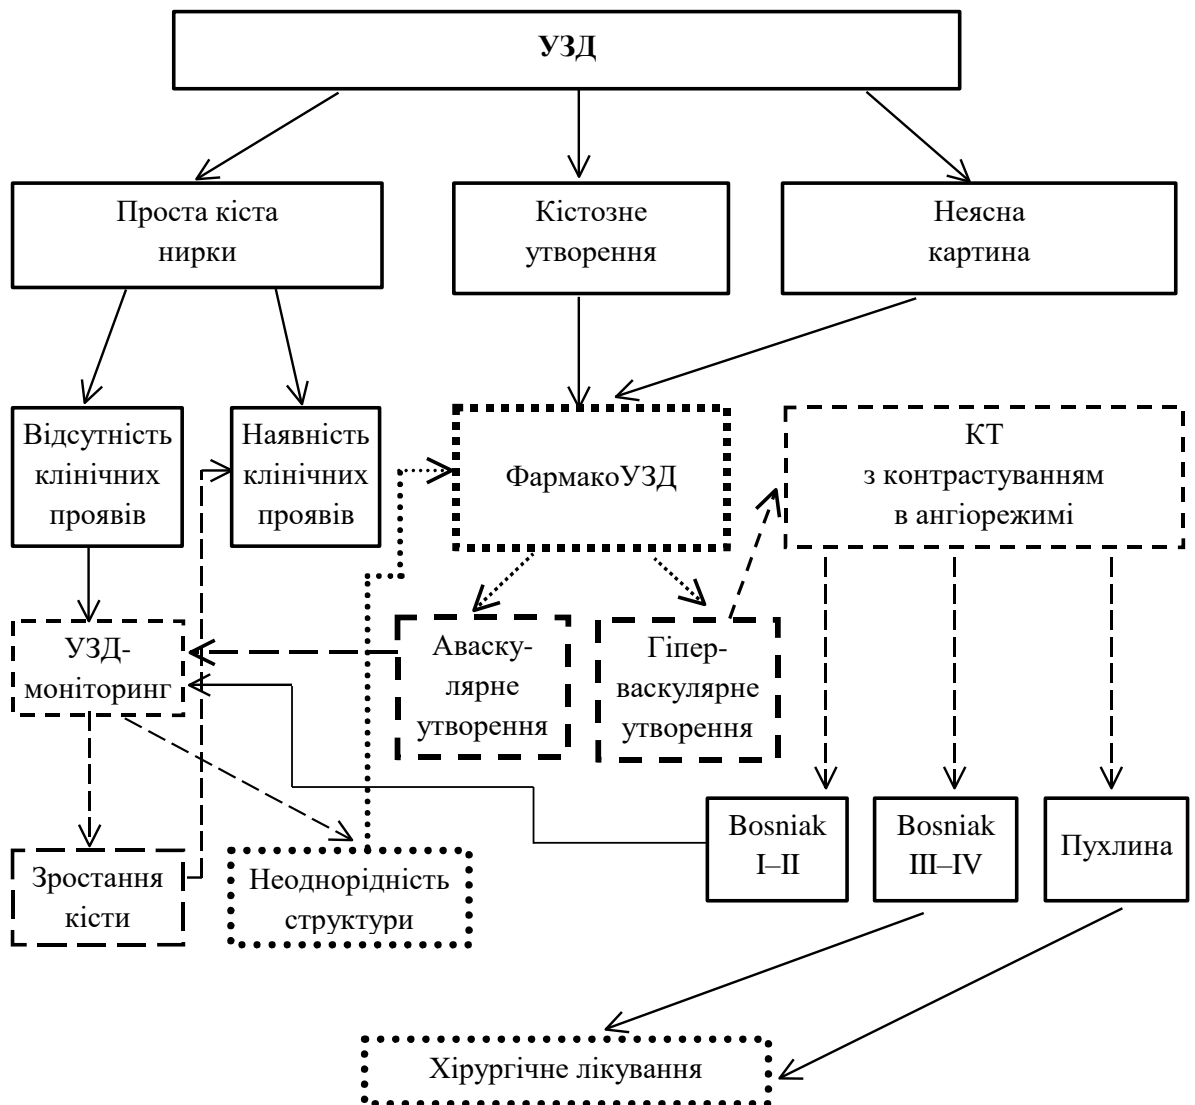 УЗД
Проста кіста
нирки
Кістозне
утворення
Неясна
картина
Відсутність
клінічних
проявів
Наявність
клінічних
проявів
ФармакоУЗД
КТ
з контрастуванням
в ангіорежимі
УЗД-
моніторинг
Аваску-
лярне
утворення
Гіпер-
васкулярне
утворення
Зростання
кісти
Неоднорідність
структури
Bosniak
I–II
Bosniak
III–IV
Пухлина
Хірургічне лікування